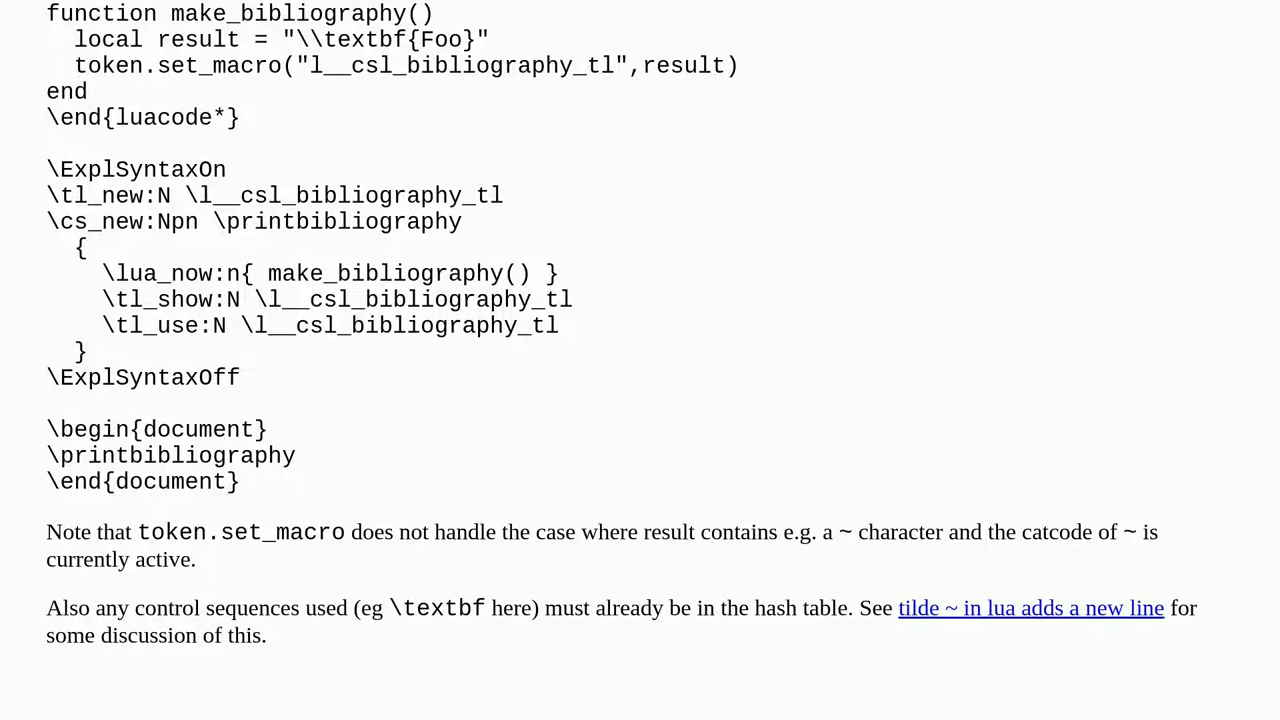 function make_bibliography()
  local result = "\\textbf{Foo}"
  token.set_macro("l__csl_bibliography_tl",result)
end
\end{luacode*}

\ExplSyntaxOn
\tl_new:N \l__csl_bibliography_tl
\cs_new:Npn \printbibliography
  {
    \lua_now:n{ make_bibliography() }
    \tl_show:N \l__csl_bibliography_tl
    \tl_use:N \l__csl_bibliography_tl
  }
\ExplSyntaxOff

\begin{document}
\printbibliography
\end{document}

Note that token.set_macro does not handle the case where result contains e.g. a ~ character and the catcode of ~ is
currently active.

Also any control sequences used (eg \textbf here) must already be in the hash table. See tilde ~ in lua adds a new line for
some discussion of this.